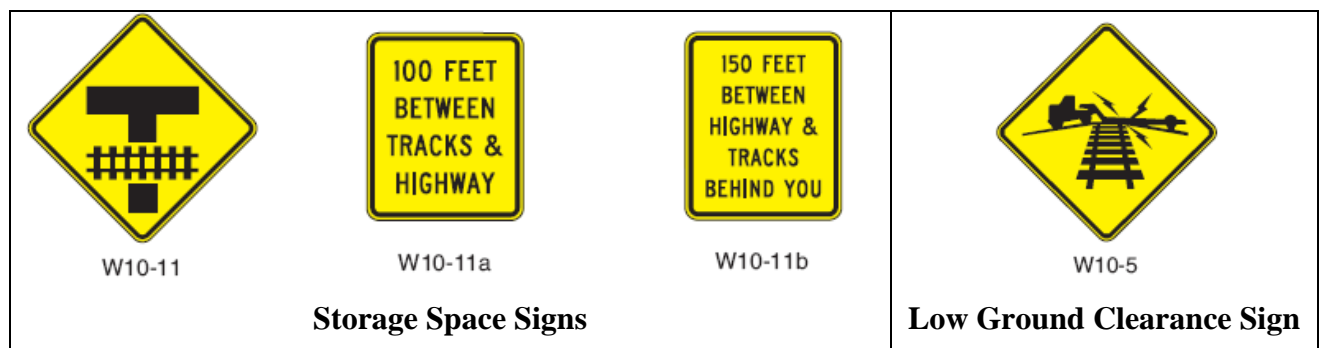 100 FEET
BETWEEN
TRACKS &
HIGHWAY
150 FEET
BETWEEN
HIGHWAY &
TRACKS
BEHIND YOU
W10-11
W10-11a
W10-11b
W10-5
Storage Space Signs
Low Ground Clearance Sign